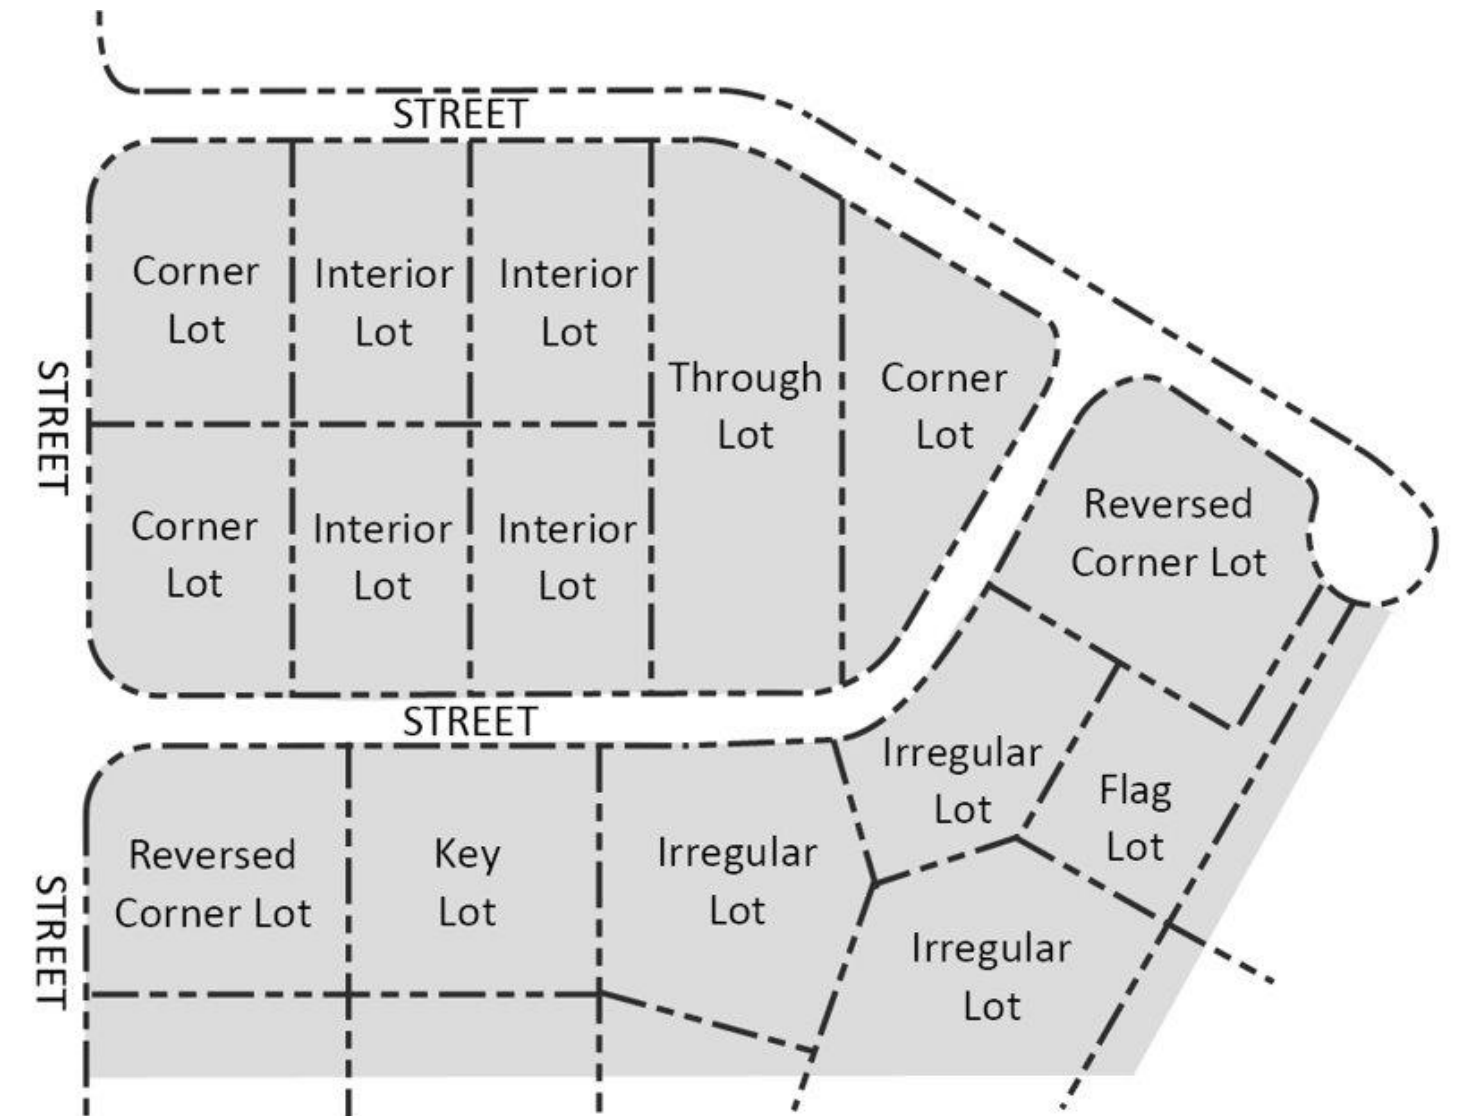 STREET
Corner
Lot
Interior
Lot
Interior
Lot
Through
Lot
Corner
Lot
STREET
Reversed
Corner Lot
Corner
Lot
Interior
Lot
Interior
Lot
STREET
Irregular
Lot
Flag
Lot
Reversed
Corner Lot
Key
Lot
Irregular
Lot
STREET
Irregular
Lot